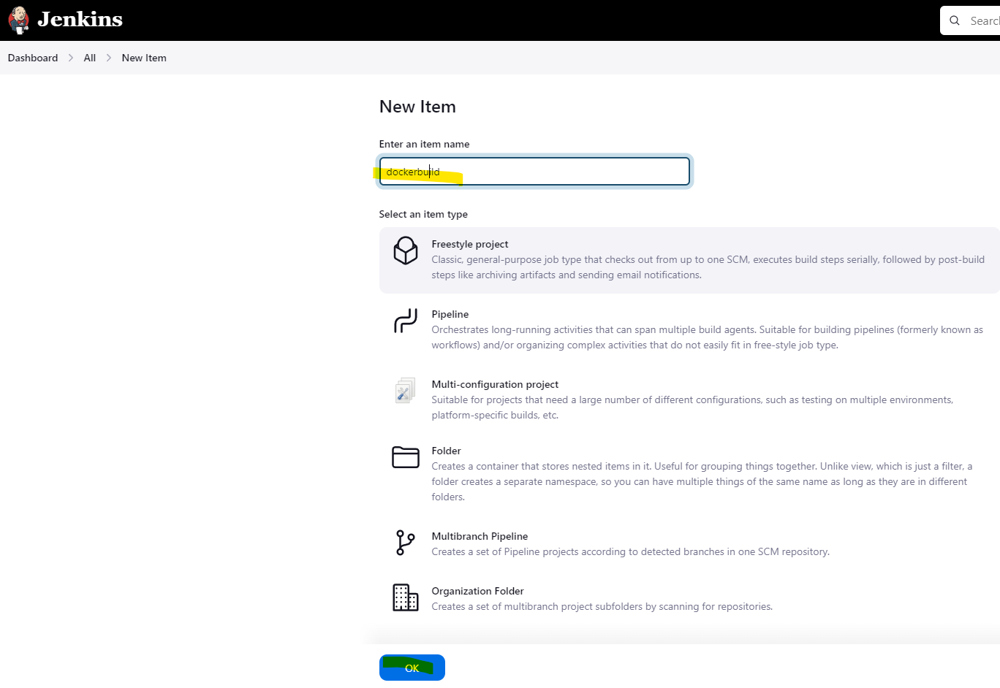 Jenkins
Search
Dashboard > All > New Item
New Item
Enter an item name
dockerbuild
Select an item type
Freestyle project
Classic, general-purpose job type that checks out from up to one SCM, executes build steps serially, followed by post-build
steps like archiving artifacts and sending email notifications.
Pipeline
Orchestrates long-running activities that can span multiple build agents. Suitable for building pipelines (formerly known as
workflows) and/or organizing complex activities that do not easily fit in free-style job type.
Multi-configuration project
Suitable for projects that need a large number of different configurations, such as testing on multiple environments,
platform-specific builds, etc.
Folder
Creates a container that stores nested items in it. Useful for grouping things together. Unlike view, which is just a filter, a
folder creates a separate namespace, so you can have multiple things of the same name as long as they are in different
folders.
Multibranch Pipeline
Creates a set of Pipeline projects according to detected branches in one SCM repository.
Organization Folder
Creates a set of multibranch project subfolders by scanning for repositories.
OK